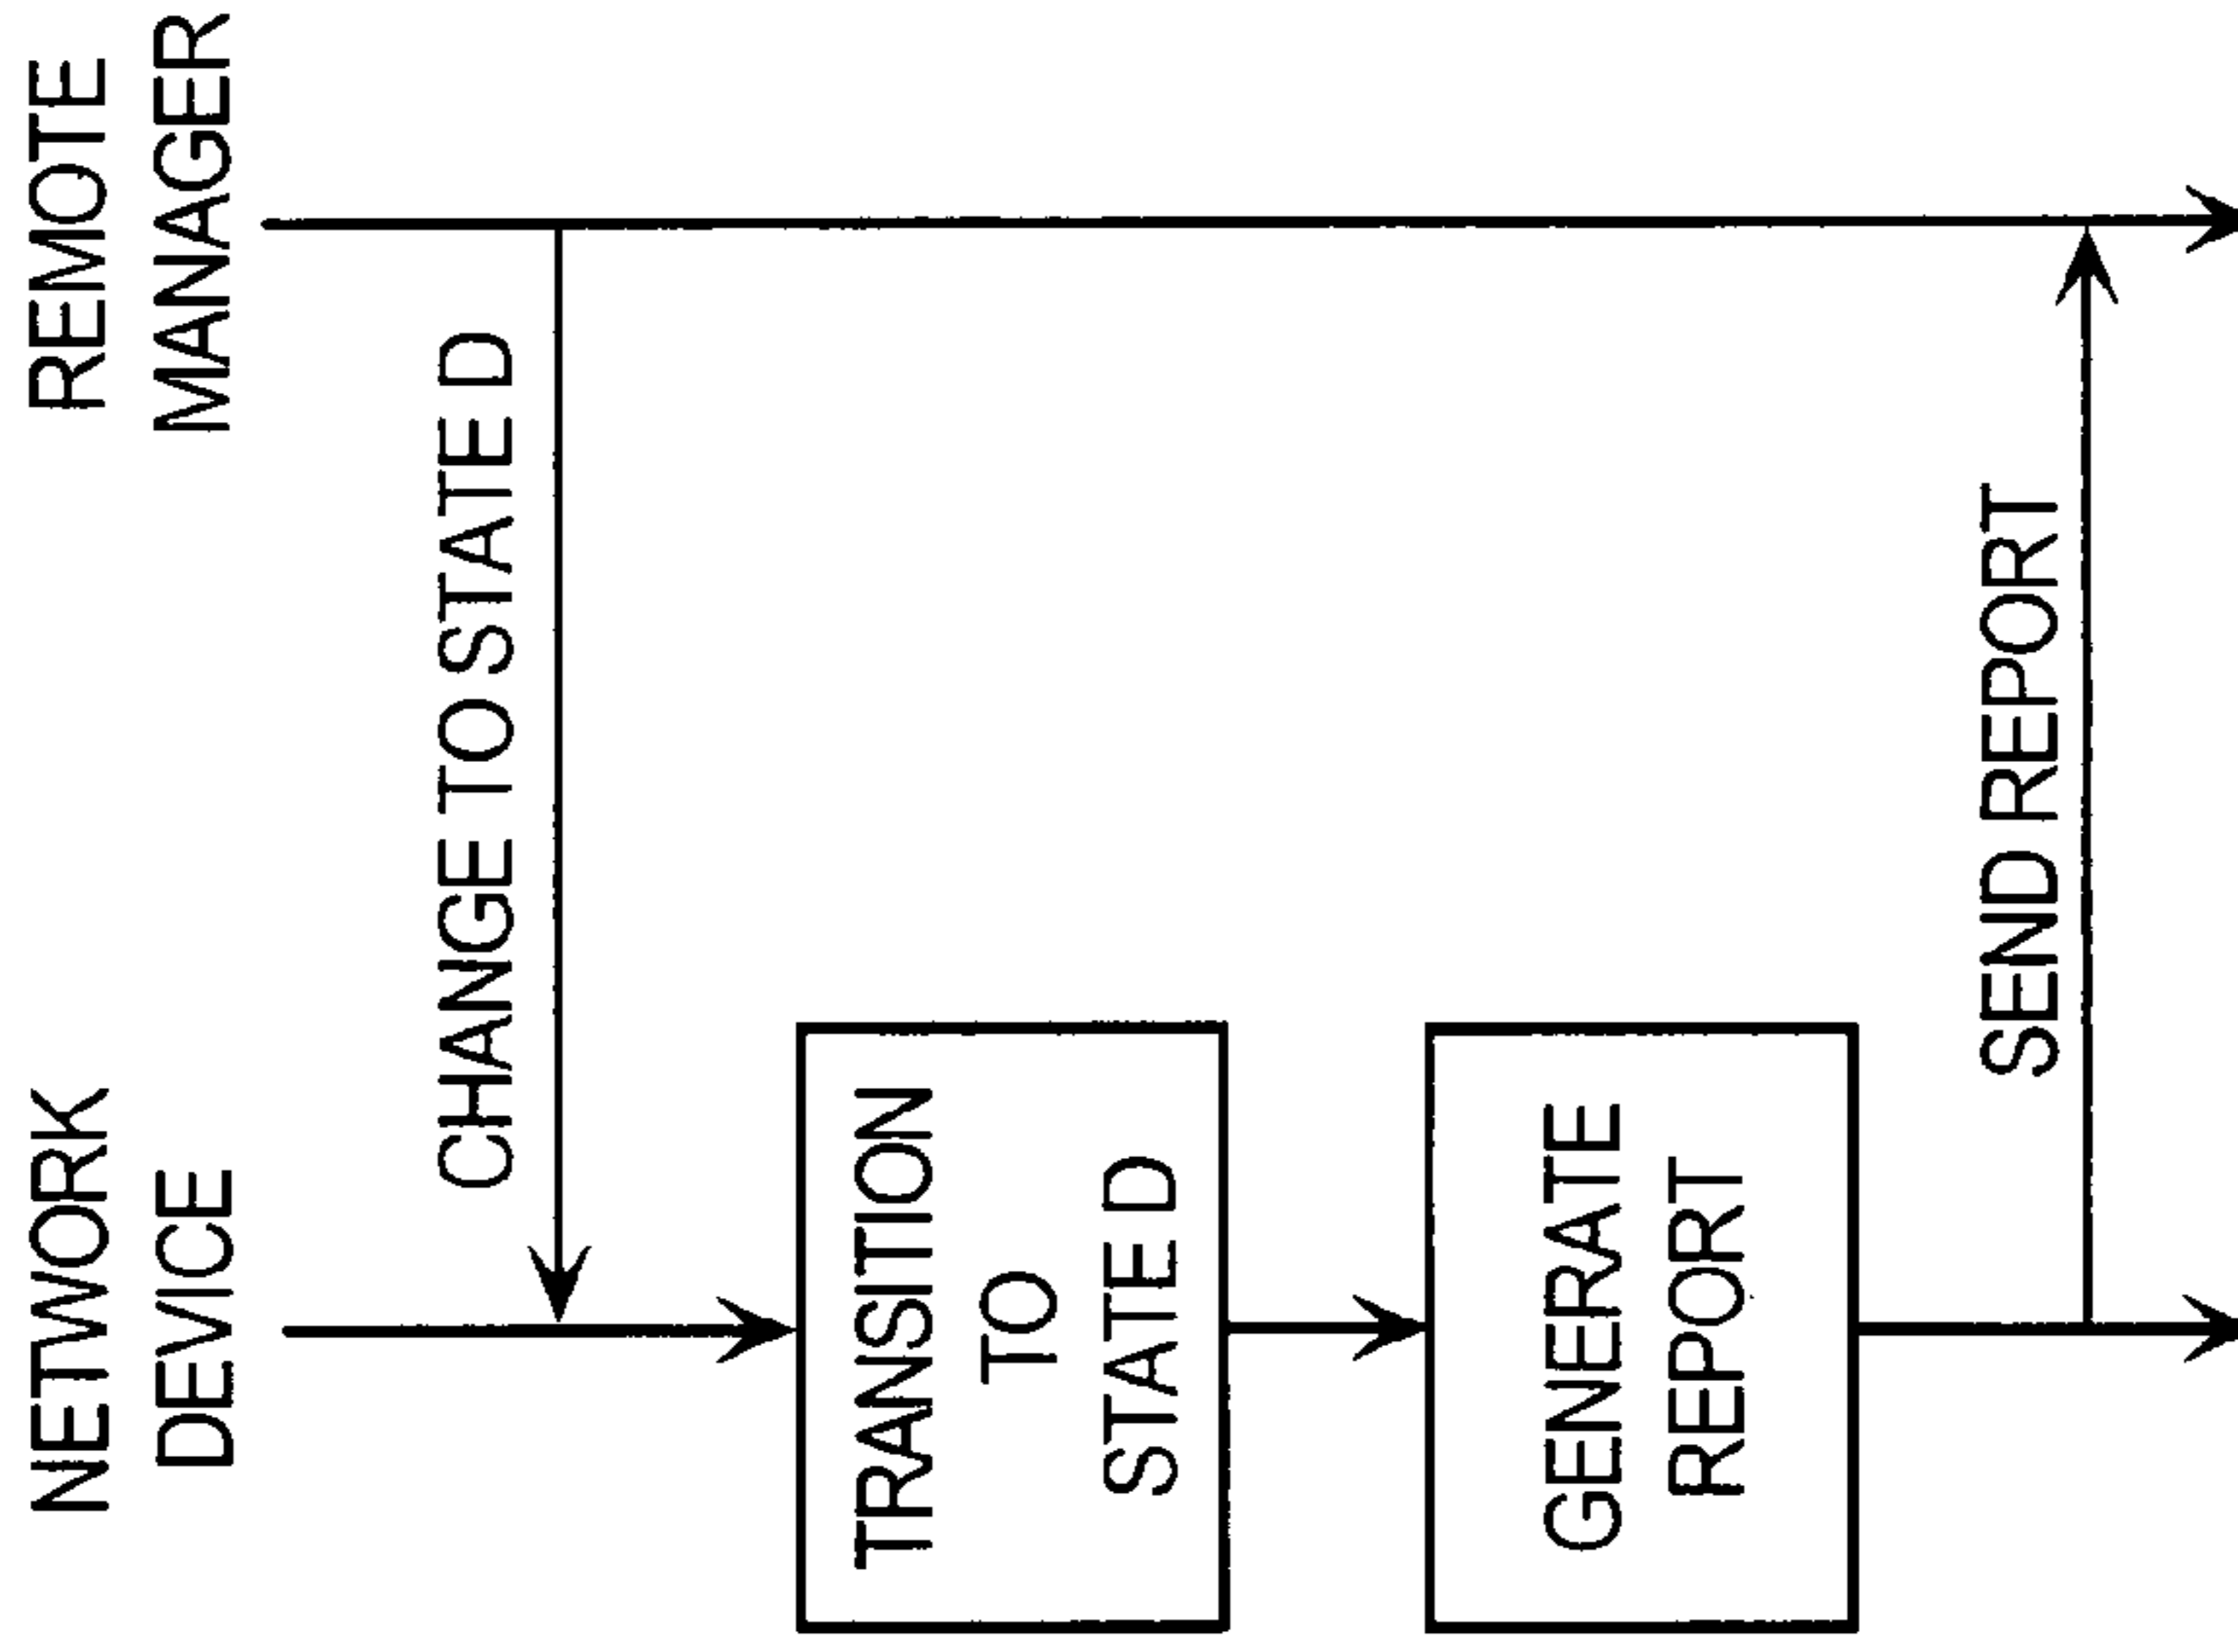 NETWORK
DEVICE
REMOTE
MANAGER
CHANGE TO STATE D
TRANSITION
TO
STATE D
GENERATE
REPORT
SEND REPORT